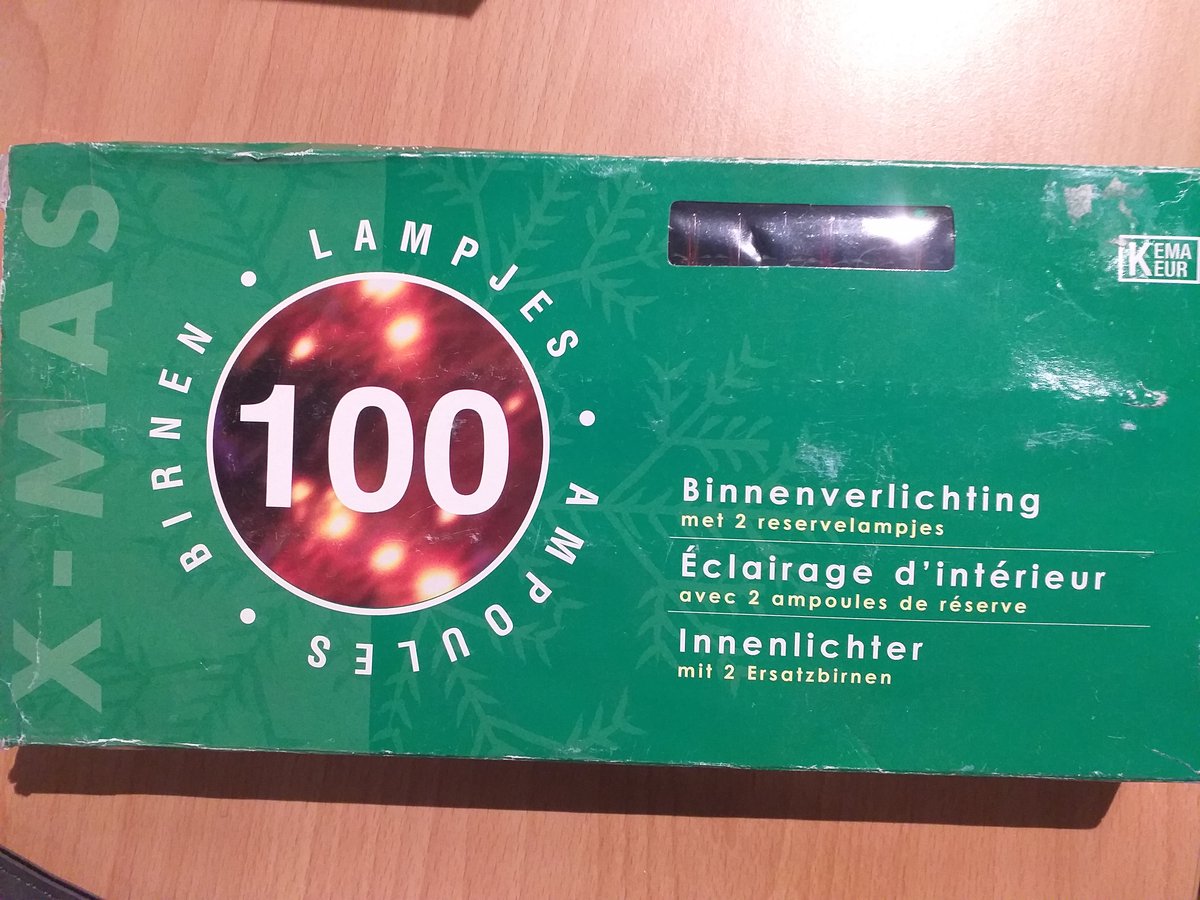 X-MAS
LAMPJES • AMPOULES • BIRNEN •
100
KEMA
KEUR
Binnenverlichting
met 2 reservelampjes
Éclairage d'intérieur
avec 2 ampoules de réserve
Innenlichter
mit 2 Ersatzbirnen